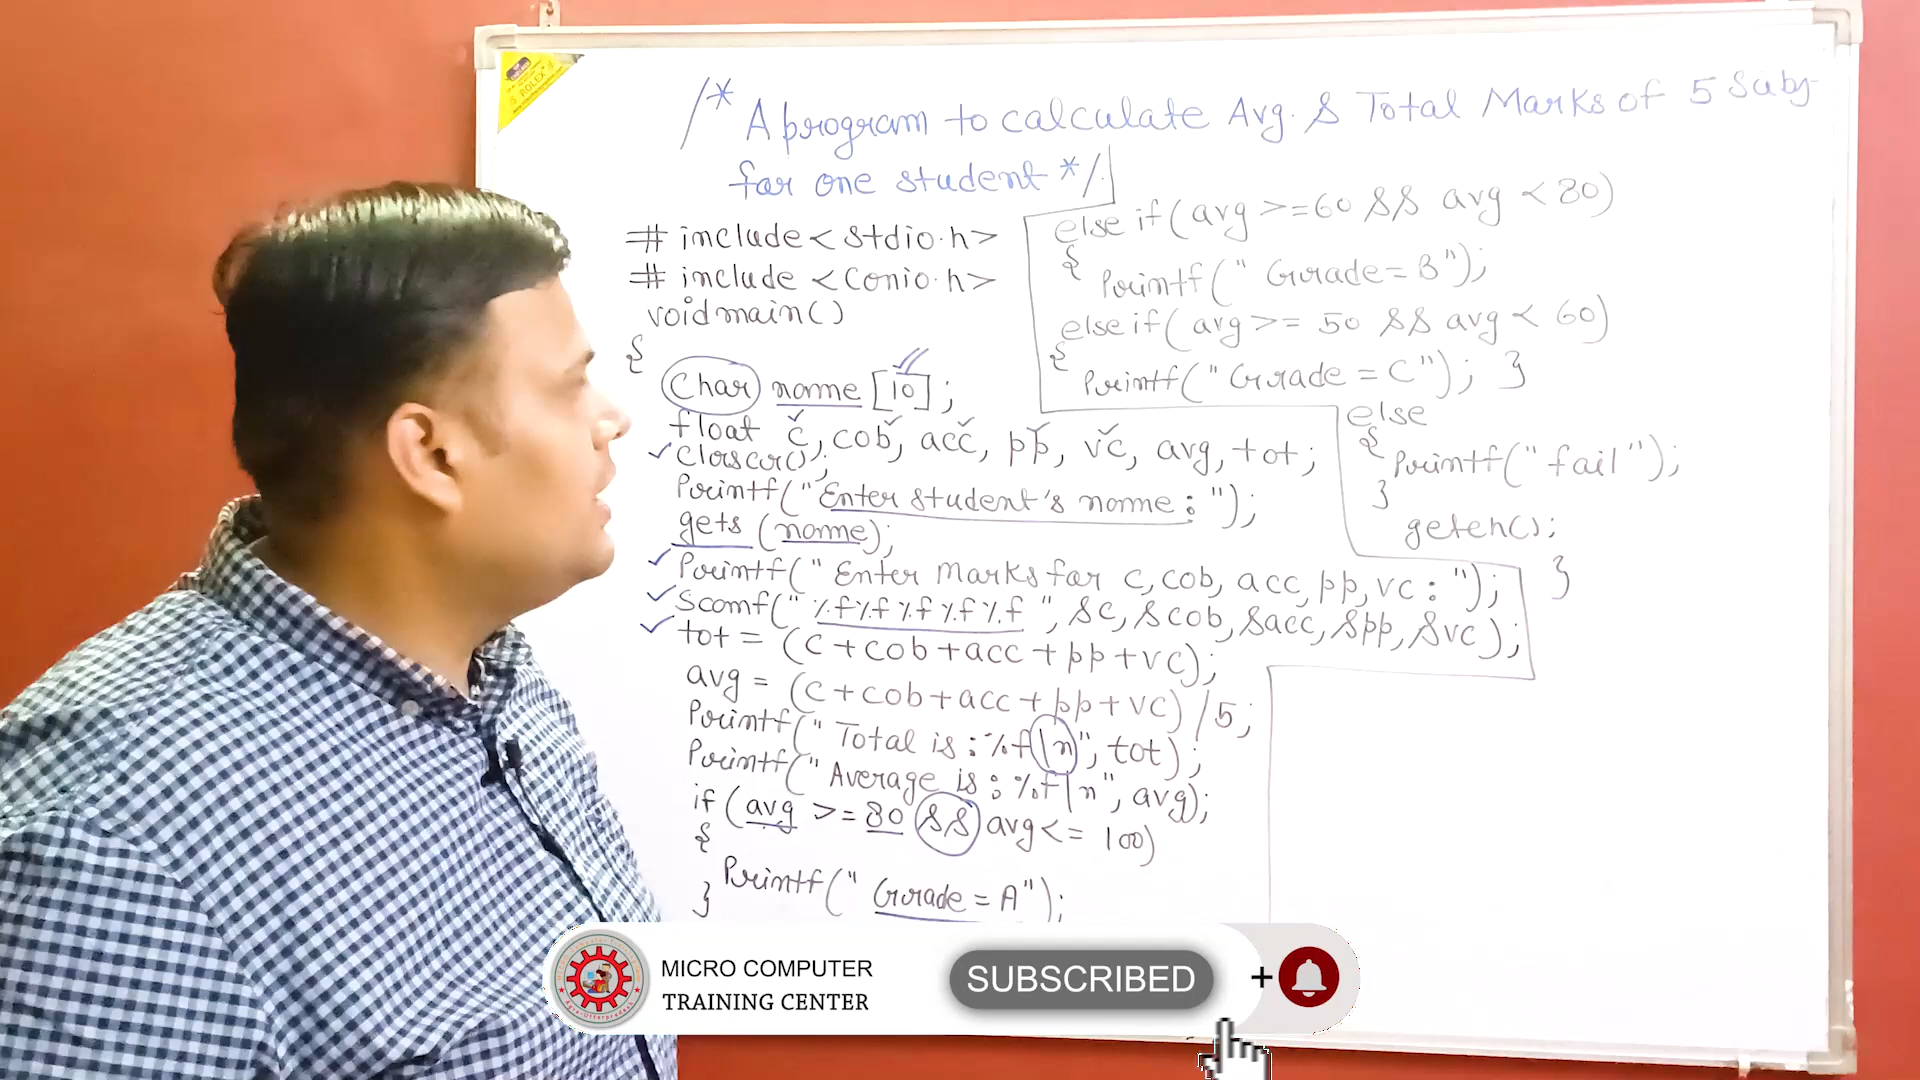 /* A program to calculate Avg. & Total Marks of 5 Subj
for one student */
# include <stdio.h>
# include <conio.h>
void main()
{
Char name [10];
float c, cob, acc, pp, vc, avg, tot;
Clrscr();
Printf(" Enter student's name : ");
gets (name);
Printf(" Enter Marks for c, cob, acc, pp, vc : ");
Scanf(" %f%f%f%f%f ", &c, &cob, &acc, &pp, &vc);
tot = (c+cob+acc+pp+vc);
avg = (c+cob+acc+pp+vc) /5;
Printf(" Total is : %f\n", tot);
Printf(" Average is : %f\n", avg);
if (avg >= 80 && avg <= 100)
{
Printf(" Grade = A");
}
else if (avg >= 60 && avg < 80)
{
Printf(" Grade = B");
else if (avg >= 50 && avg < 60)
{
Printf(" Grade = C"); }
else
{
Printf(" fail ");
}
getch();
}
ROLEX
MICRO COMPUTER
TRAINING CENTER
SUBSCRIBED
+